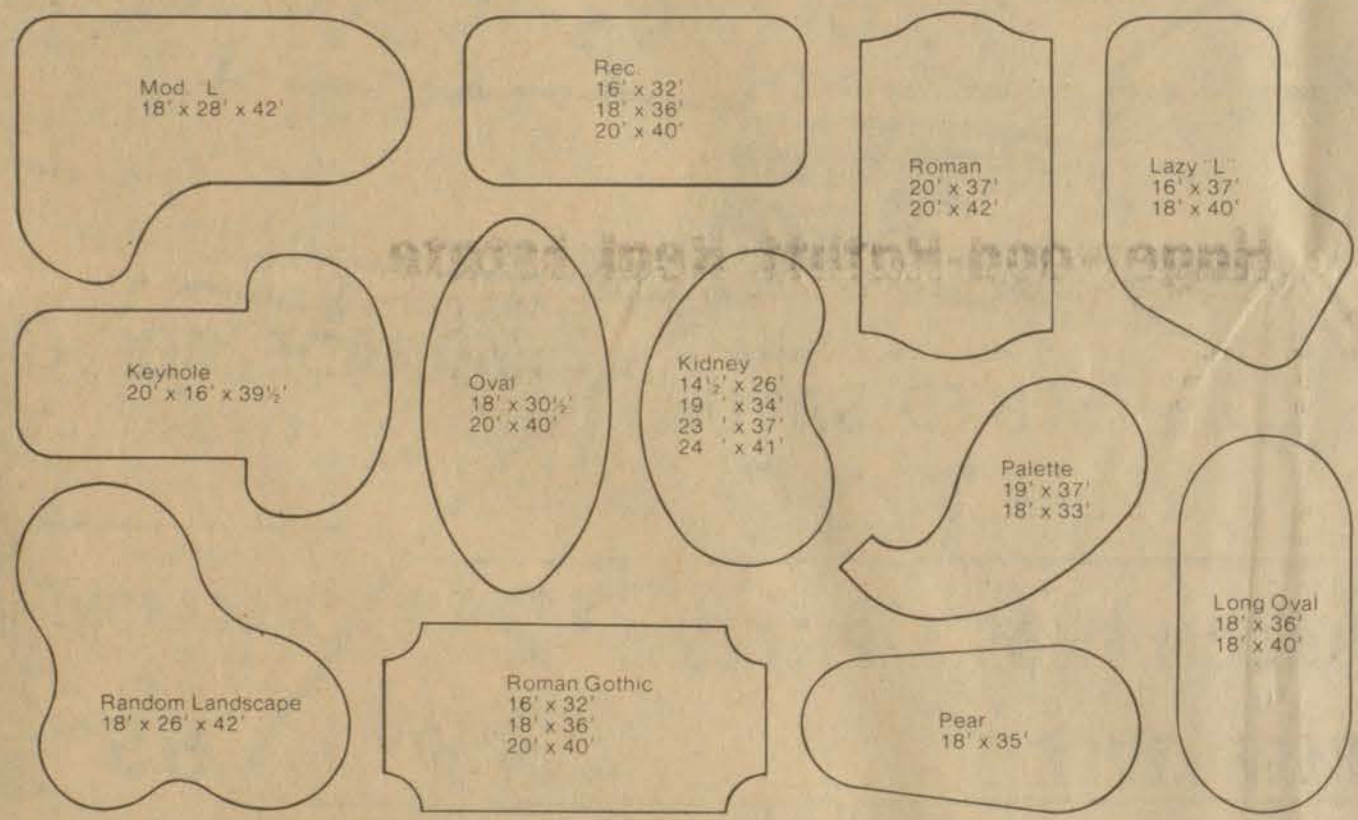 Mod. "L
18' x 28' x 42'
Rec.
16' x 32'
18' x 36'
20' x 40'
Roman
20' x 37'
20' x 42'
Lazy "L"
16' x 37'
18' x 40'
Keyhole
20' x 16' x 39½'
Oval
18' x 30½'
20' x 40'
Kidney
14½' x 26'
19 ' x 34'
23 ' x 37'
24 ' x 41'
Palette
19' x 37'
18' x 33'
Long Oval
18' x 36'
18' x 40'
Random Landscape
18' x 26' x 42'
Roman Gothic
16' x 32'
18' x 36'
20' x 40'
Pear
18' x 35'